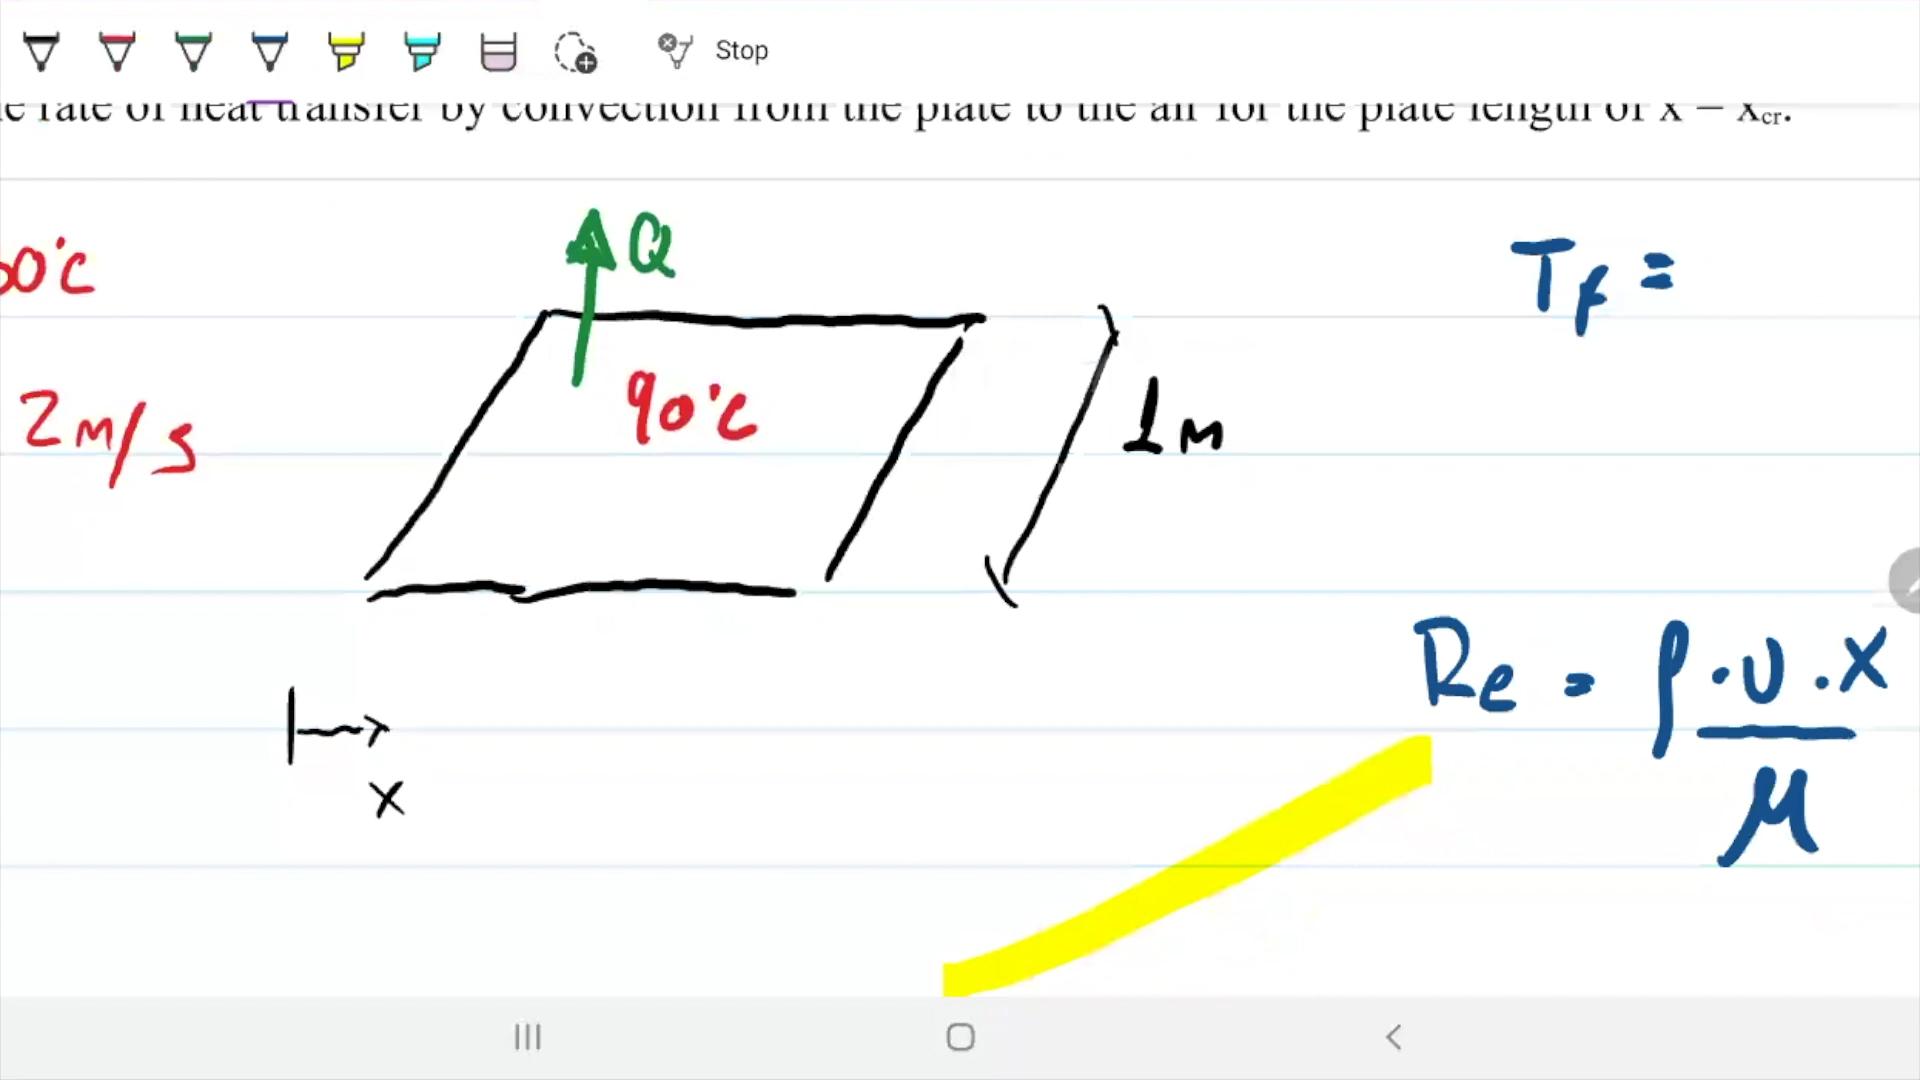 Stop
rate of heat transfer by convection from the plate to the air for the plate length of x = xcr.
Q
0°C
Tf =
90°C
2m/s
1m
Re = ρ.υ.x
μ
x